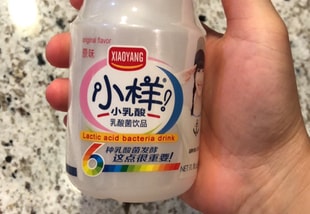 original flavor
原味
XIAOYANG
小样
小乳酸
乳酸菌饮品
Lactic acid bacteria drink
6种乳酸菌发酵
这点很重要!